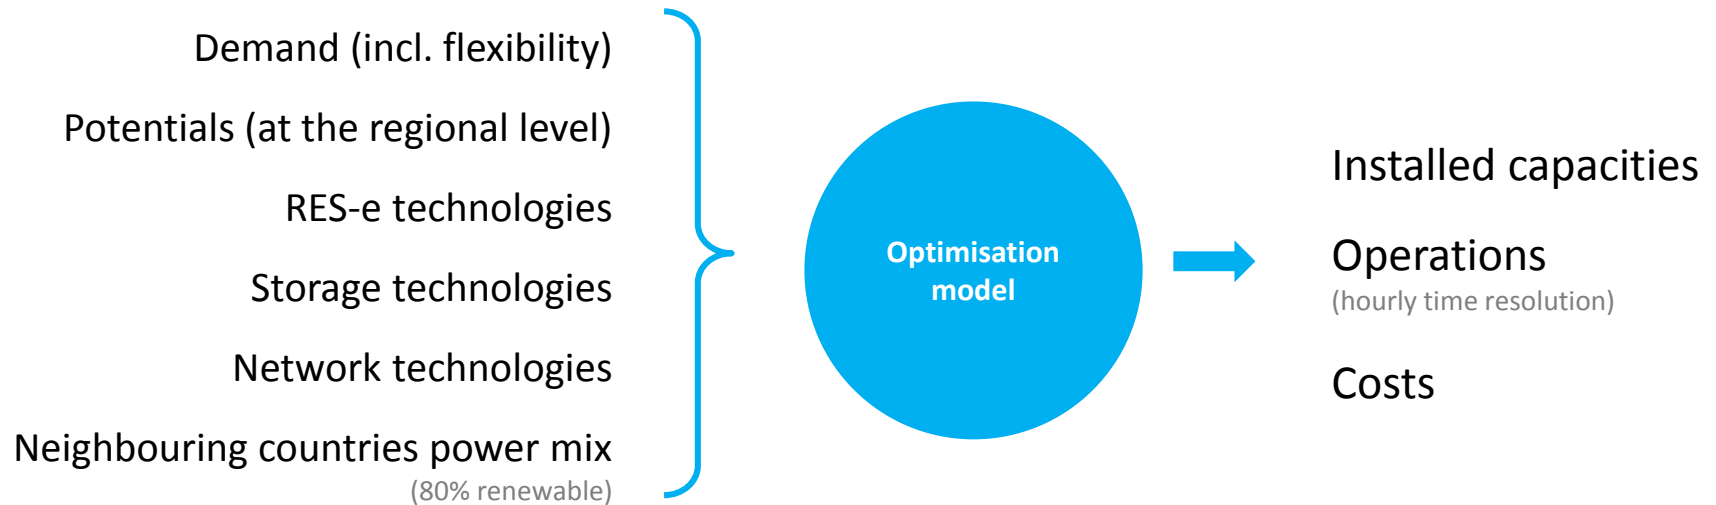 Demand (incl. flexibility)
Potentials (at the regional level)
RES-e technologies
Storage technologies
Network technologies
Neighbouring countries power mix
(80% renewable)
Optimisation
model
Installed capacities
Operations
(hourly time resolution)
Costs